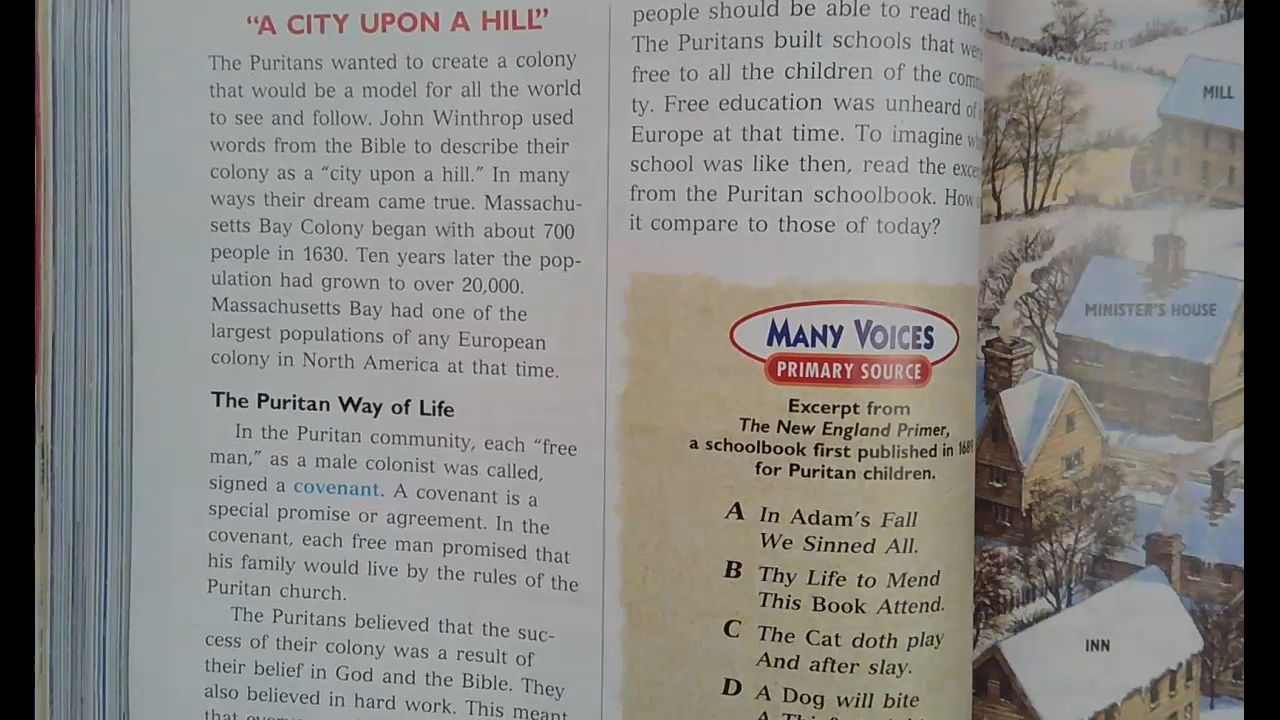 "A CITY UPON A HILL"
The Puritans wanted to create a colony
that would be a model for all the world
to see and follow. John Winthrop used
words from the Bible to describe their
colony as a "city upon a hill." In many
ways their dream came true. Massachu-
setts Bay Colony began with about 700
people in 1630. Ten years later the pop-
ulation had grown to over 20,000.
Massachusetts Bay had one of the
largest populations of any European
colony in North America at that time.
The Puritan Way of Life
In the Puritan community, each "free
man," as a male colonist was called,
signed a covenant. A covenant is a
special promise or agreement. In the
covenant, each free man promised that
his family would live by the rules of the
Puritan church.
The Puritans believed that the suc-
cess of their colony was a result of
their belief in God and the Bible. They
also believed in hard work. This meant
people should be able to read the
The Puritans built schools that
free to all the children of the
ty. Free education was unheard of
Europe at that time. To imagine
school was like then, read the
from the Puritan schoolbook. How
it compare to those of today?
MANY VOICES
PRIMARY SOURCE
Excerpt from
The New England Primer,
a schoolbook first published in
for Puritan children.
A In Adam's Fall
We Sinned All.
B Thy Life to Mend
This Book Attend.
C The Cat doth play
And after slay.
D A Dog will bite
MILL
MINISTER'S HOUSE
INN